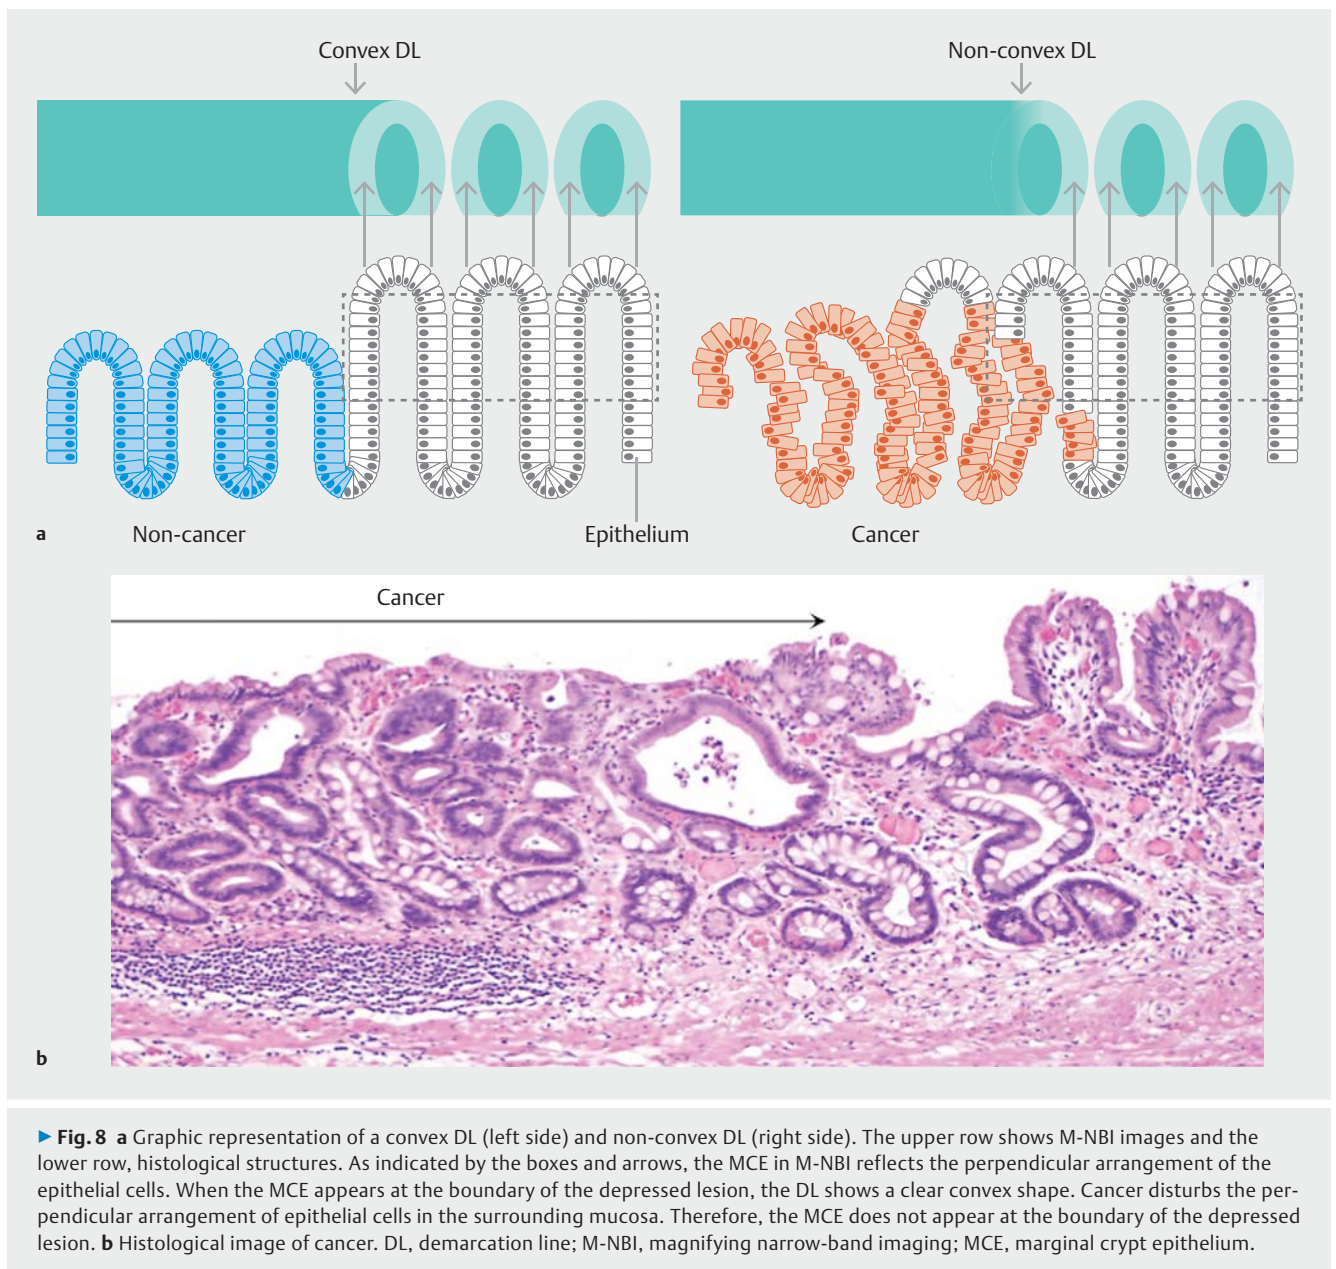 Convex DL
Non-convex DL
a
Non-cancer
Epithelium
Cancer
Cancer
b
▶ Fig. 8 a Graphic representation of a convex DL (left side) and non-convex DL (right side). The upper row shows M-NBI images and the
lower row, histological structures. As indicated by the boxes and arrows, the MCE in M-NBI reflects the perpendicular arrangement of the
epithelial cells. When the MCE appears at the boundary of the depressed lesion, the DL shows a clear convex shape. Cancer disturbs the per-
pendicular arrangement of epithelial cells in the surrounding mucosa. Therefore, the MCE does not appear at the boundary of the depressed
lesion. b Histological image of cancer. DL, demarcation line; M-NBI, magnifying narrow-band imaging; MCE, marginal crypt epithelium.